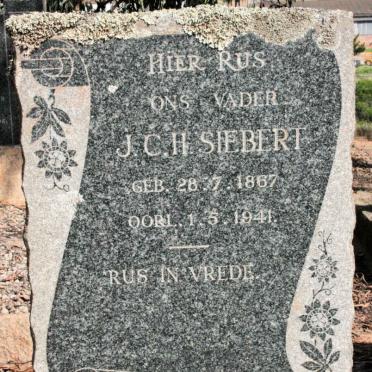 HIER RUS
ONS VADER
J. C. H. SIEBERT
GEB. 28. 7. 1867.
OORL. 1. 5. 1941.
RUS IN VREDE.